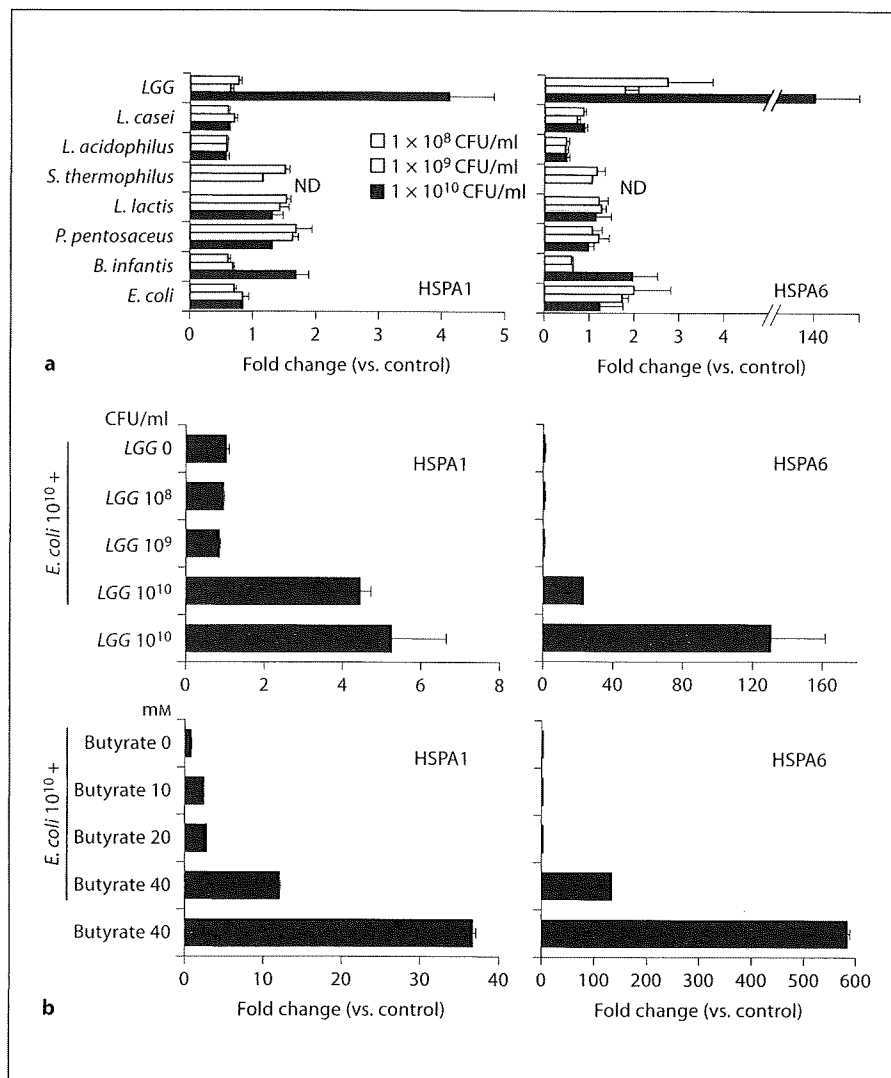 LGG
L. casei
L. acidophilus
S. thermophilus
L. lactis
P. pentosaceus
B. infantis
E. coli
1 × 10⁸ CFU/ml
1 × 10⁹ CFU/ml
1 × 10¹⁰ CFU/ml
ND
ND
HSPA1
HSPA6
0 1 2 3 4 5
0 1 2 3 4 140
a
Fold change (vs. control)
Fold change (vs. control)
CFU/ml
E. coli 10¹⁰ +
LGG 0
LGG 10⁸
LGG 10⁹
LGG 10¹⁰
LGG 10¹⁰
HSPA1
HSPA6
0 2 4 6 8
0 40 80 120 160
mM
E. coli 10¹⁰ +
Butyrate 0
Butyrate 10
Butyrate 20
Butyrate 40
Butyrate 40
HSPA1
HSPA6
0 10 20 30 40
0 100 200 300 400 500 600
b
Fold change (vs. control)
Fold change (vs. control)